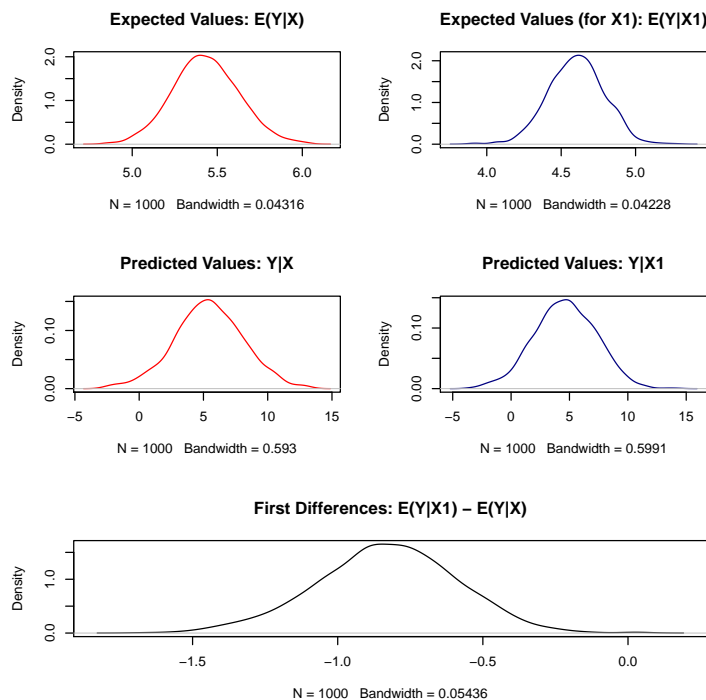 Expected Values: E(Y|X)
Density
0.0 1.0 2.0
5.0 5.5 6.0
N = 1000 Bandwidth = 0.04316
Expected Values (for X1): E(Y|X1)
Density
0.0 1.0 2.0
4.0 4.5 5.0
N = 1000 Bandwidth = 0.04228
Predicted Values: Y|X
Density
0.00 0.10
−5 0 5 10 15
N = 1000 Bandwidth = 0.593
Predicted Values: Y|X1
Density
0.00 0.10
−5 0 5 10 15
N = 1000 Bandwidth = 0.5991
First Differences: E(Y|X1) − E(Y|X)
Density
0.0 1.0
−1.5 −1.0 −0.5 0.0
N = 1000 Bandwidth = 0.05436